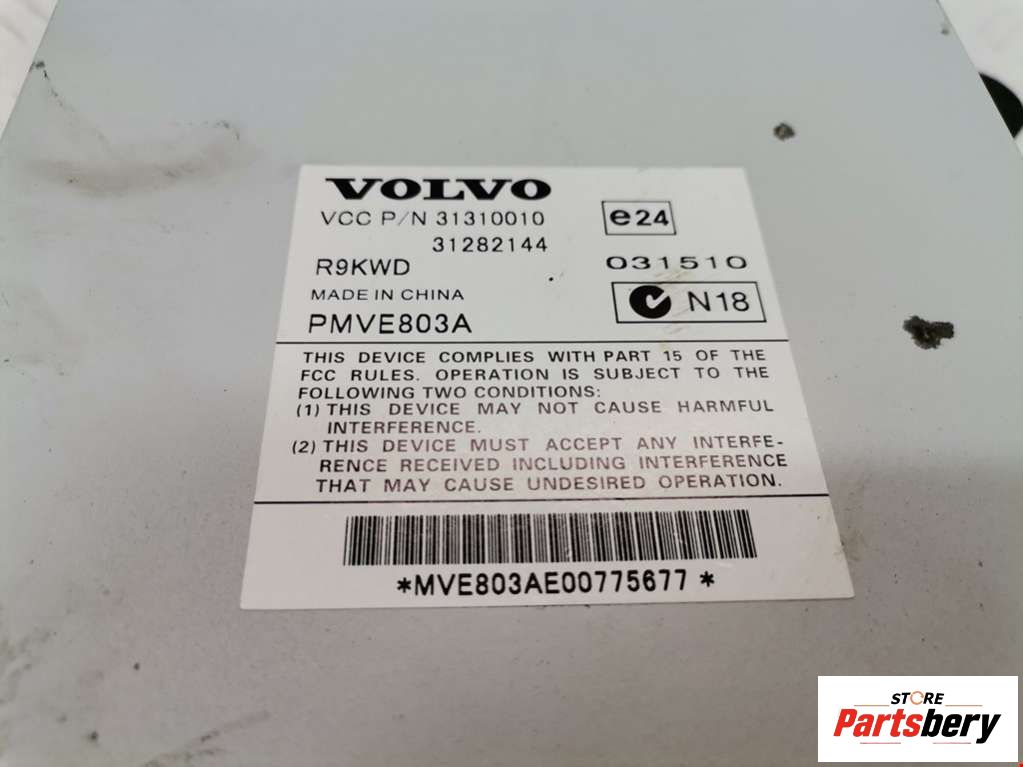 VOLVO
VCC P/N 31310010
31282144
e24
R9KWD
031510
MADE IN CHINA
N18
PMVE803A
THIS DEVICE COMPLIES WITH PART 15 OF THE
FCC RULES. OPERATION IS SUBJECT TO THE
FOLLOWING TWO CONDITIONS:
(1) THIS DEVICE MAY NOT CAUSE HARMFUL
INTERFERENCE.
(2) THIS DEVICE MUST ACCEPT ANY INTERFE-
RENCE RECEIVED INCLUDING INTERFERENCE
THAT MAY CAUSE UNDESIRED OPERATION.
*MVE803AE00775677*
STORE
Partsbery